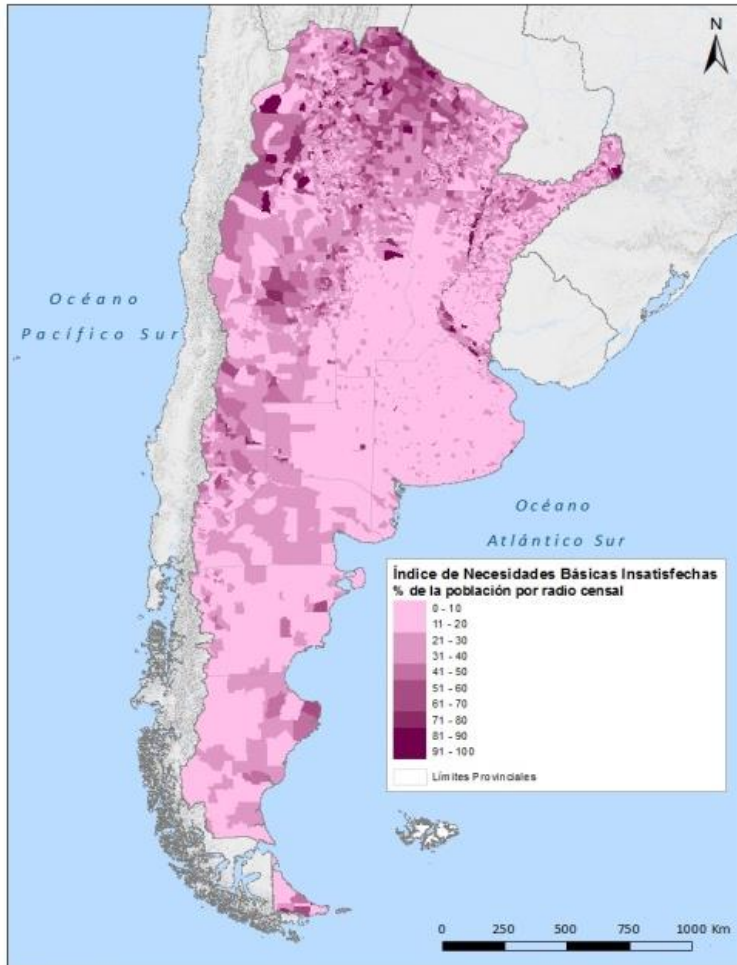 N
Océano
Pacífico Sur
Océano
Atlántico Sur
Índice de Necesidades Básicas Insatisfechas
% de la población por radio censal
0 - 10
11 - 20
21 - 30
31 - 40
41 - 50
51 - 60
61 - 70
71 - 80
81 - 90
91 - 100
Límites Provinciales
0 250 500 750 1000 Km